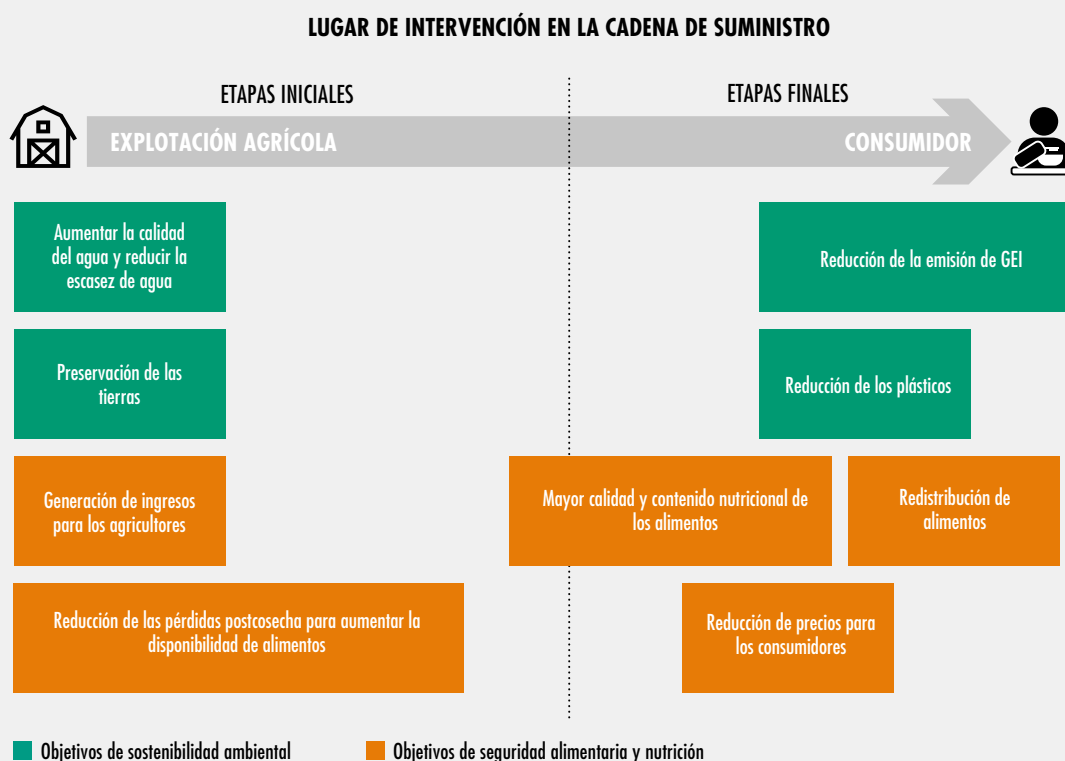 LUGAR DE INTERVENCIÓN EN LA CADENA DE SUMINISTRO
ETAPAS INICIALES
ETAPAS FINALES
EXPLOTACIÓN AGRÍCOLA
CONSUMIDOR
Aumentar la calidad
del agua y reducir la
escasez de agua
Reducción de la emisión de GEI
Preservación de las
tierras
Reducción de los plásticos
Generación de ingresos
para los agricultores
Mayor calidad y contenido nutricional de
los alimentos
Redistribución de
alimentos
Reducción de las pérdidas postcosecha para aumentar la
disponibilidad de alimentos
Reducción de precios para
los consumidores
Objetivos de sostenibilidad ambiental
Objetivos de seguridad alimentaria y nutrición